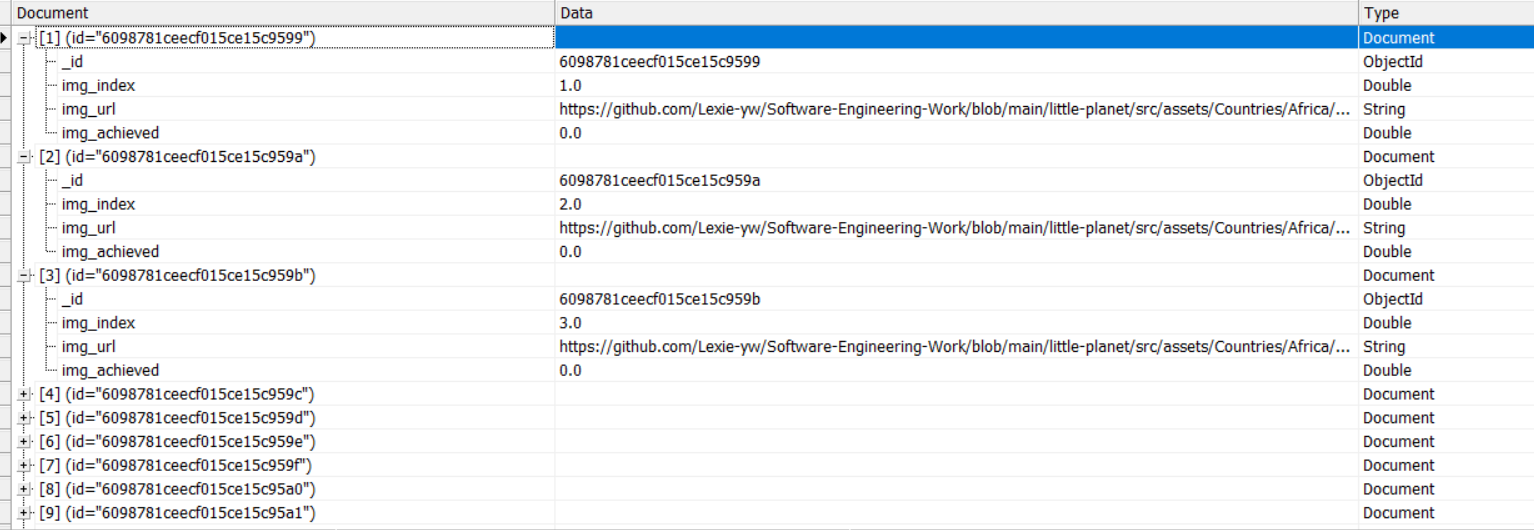 Document Data Type
[1] (id="6098781ceecf015ce15c9599") Document
_id 6098781ceecf015ce15c9599 ObjectId
img_index 1.0 Double
img_url https://github.com/Lexie-yw/Software-Engineering-Work/blob/main/little-planet/src/assets/Countries/Africa/... String
img_achieved 0.0 Double
[2] (id="6098781ceecf015ce15c959a") Document
_id 6098781ceecf015ce15c959a ObjectId
img_index 2.0 Double
img_url https://github.com/Lexie-yw/Software-Engineering-Work/blob/main/little-planet/src/assets/Countries/Africa/... String
img_achieved 0.0 Double
[3] (id="6098781ceecf015ce15c959b") Document
_id 6098781ceecf015ce15c959b ObjectId
img_index 3.0 Double
img_url https://github.com/Lexie-yw/Software-Engineering-Work/blob/main/little-planet/src/assets/Countries/Africa/... String
img_achieved 0.0 Double
[4] (id="6098781ceecf015ce15c959c") Document
[5] (id="6098781ceecf015ce15c959d") Document
[6] (id="6098781ceecf015ce15c959e") Document
[7] (id="6098781ceecf015ce15c959f") Document
[8] (id="6098781ceecf015ce15c95a0") Document
[9] (id="6098781ceecf015ce15c95a1") Document